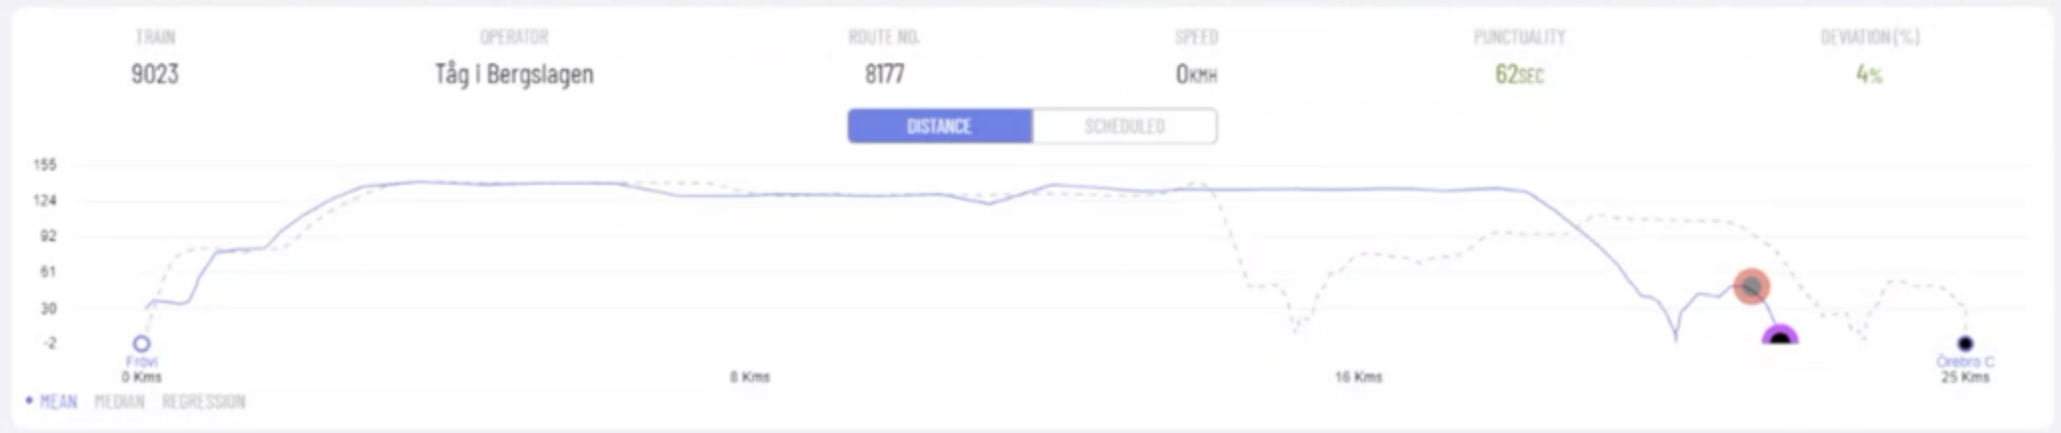 TRAIN OPERATOR ROUTE NO. SPEED PUNCTUALITY DEVIATION(%)
9023 Tåg i Bergslagen 8177 0KMH 62SEC 4%
DISTANCE SCHEDULED
155
124
92
61
30
-2
Frövi Örebro C
0 Kms 8 Kms 16 Kms 25 Kms
MEAN MEDIAN REGRESSION